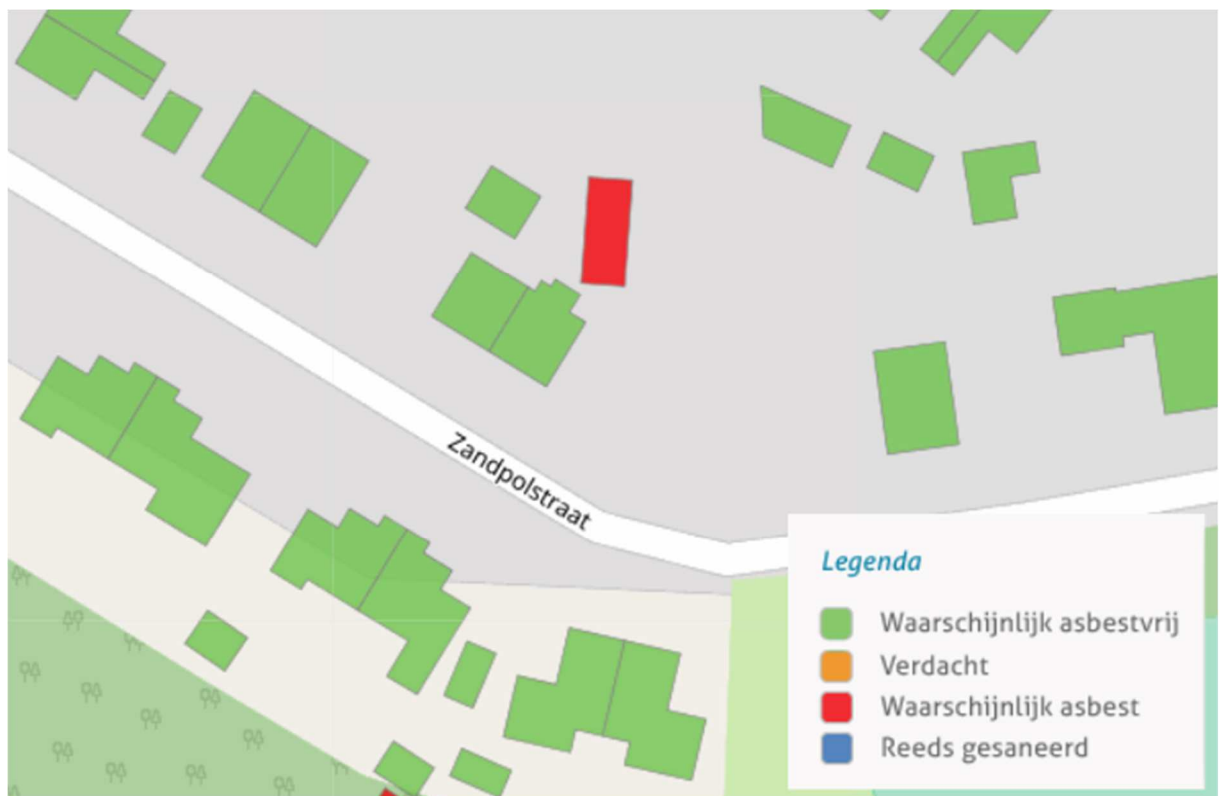 Zandpolstraat
Legenda
Waarschijnlijk asbestvrij
Verdacht
Waarschijnlijk asbest
Reeds gesaneerd